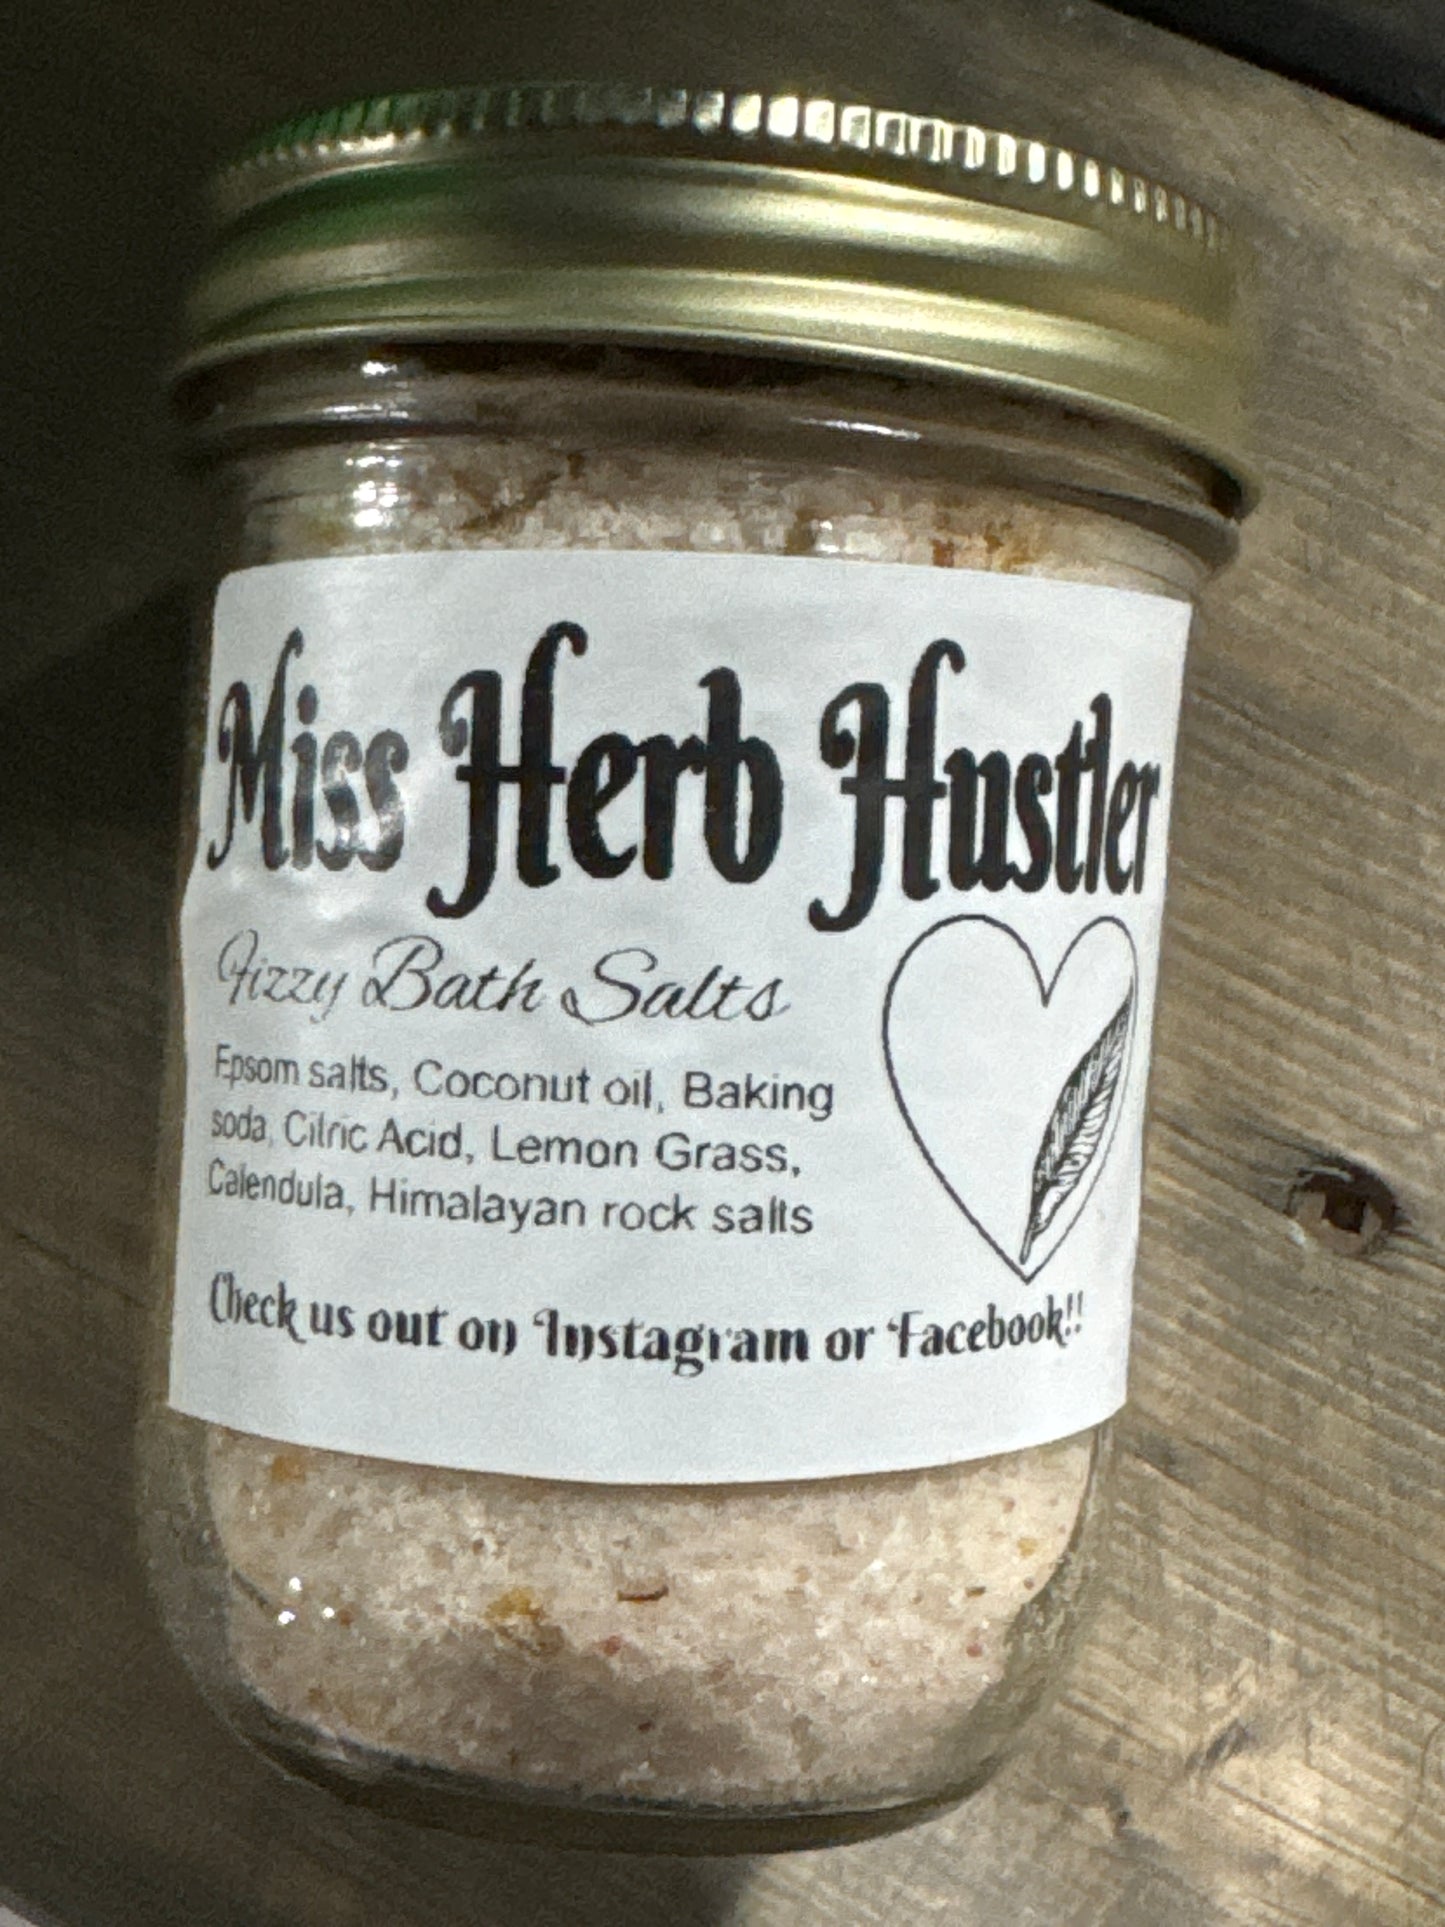 Miss Herb Hustler
Fizzy Bath Salts
Epsom salts, Coconut oil, Baking
soda, Citric Acid, Lemon Grass,
Calendula, Himalayan rock salts
Check us out on Instagram or Facebook!!